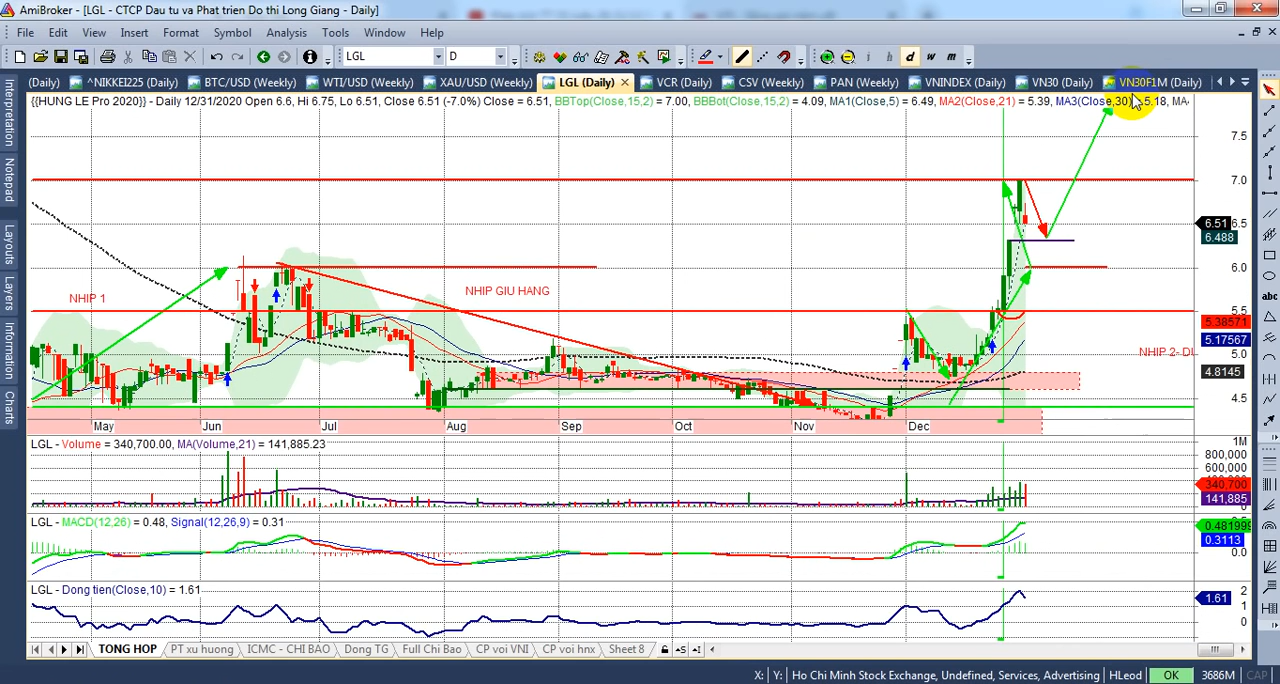 AmiBroker - [LGL - CTCP Dau tu va Phat trien Do thi Long Giang - Daily]
File Edit View Insert Format Symbol Analysis Tools Window Help
LGL D i h d w m
(Daily) ^NIKKEI225 (Daily) BTC/USD (Weekly) WTI/USD (Weekly) XAU/USD (Weekly) LGL (Daily) VCR (Daily) CSV (Weekly) PAN (Weekly) VNINDEX (Daily) VN30 (Daily) VN30F1M (Daily)
{{HUNG LE Pro 2020}} - Daily 12/31/2020 Open 6.6, Hi 6.75, Lo 6.51, Close 6.51 (-7.0%) Close = 6.51, BBTop(Close,15,2) = 7.00, BBBot(Close,15,2) = 4.09, MA1(Close,5) = 6.49, MA2(Close,21) = 5.39, MA3(Close,30) = 5.18, MA
Interpretation
Notepad
Layouts
Layers
Information
Charts
abc
7.5
7.0
6.5
6.51
6.488
6.0
5.5
5.38571
5.17567
5.0
4.8145
4.5
NHIP 1
NHIP GIU HANG
NHIP 2- D
May Jun Jul Aug Sep Oct Nov Dec
LGL - Volume = 340,700.00, MA(Volume,21) = 141,885.23
1M
800,000
600,000
340,700
141,885
LGL - MACD(12,26) = 0.48, Signal(12,26,9) = 0.31
0.481999
0.3113
0.0
LGL - Dong tien(Close,10) = 1.61
2
1.61
1
0
TONG HOP PT xu huong ICMC - CHI BAO Dong TG Full Chi Bao CP voi VNI CP voi hnx Sheet 8
X: Y: Ho Chi Minh Stock Exchange, Undefined, Services, Advertising HLeod OK 3686M CAP